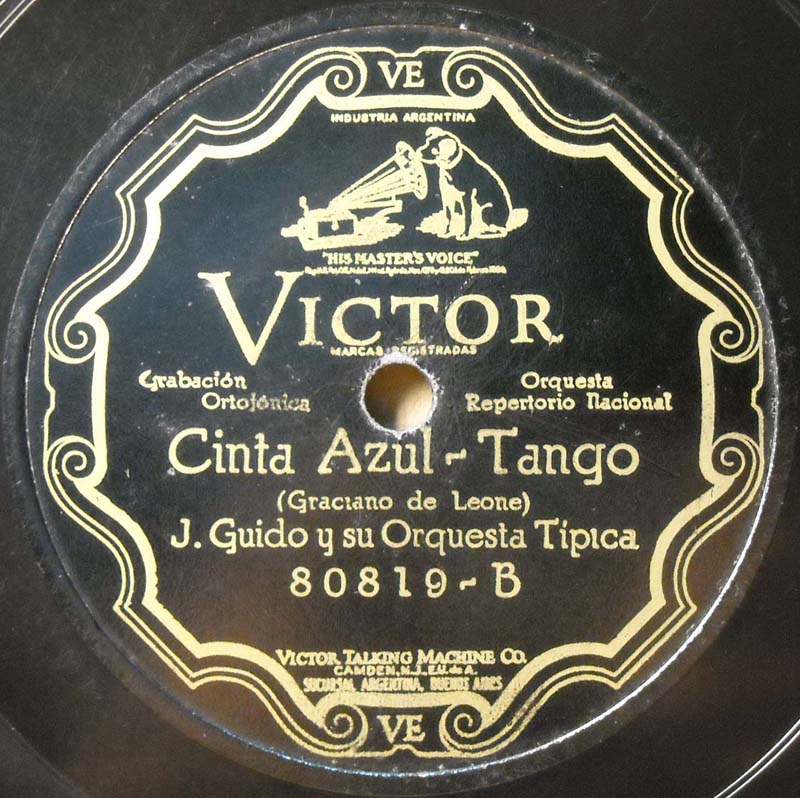 VE
INDUSTRIA ARGENTINA
"HIS MASTER'S VOICE"
VICTOR
MARCAS REGISTRADAS
Grabación Orquesta
Ortofónica Repertorio Nacional
Cinta Azul - Tango
(Graciano de Leone)
J. Guido y su Orquesta Típica
80819-B
VICTOR TALKING MACHINE CO.
CAMDEN, N.J., E.U. de A.
SUCURSAL ARGENTINA, BUENOS AIRES
VE